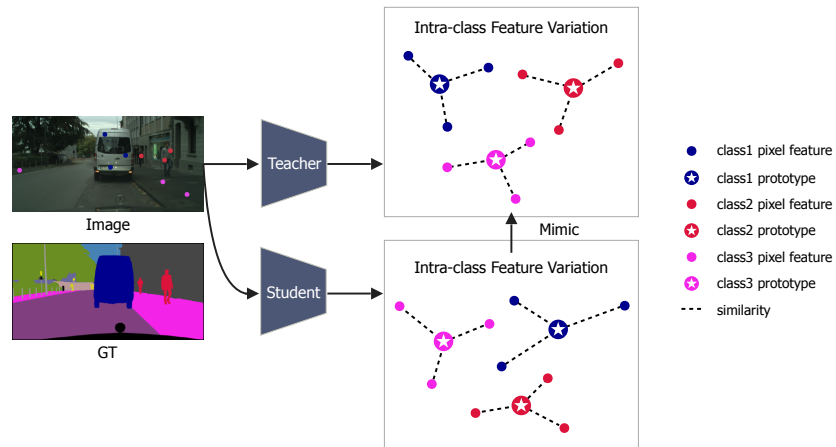 Intra-class Feature Variation
Teacher
Image
Mimic
Student
Intra-class Feature Variation
GT
class1 pixel feature
class1 prototype
class2 pixel feature
class2 prototype
class3 pixel feature
class3 prototype
similarity